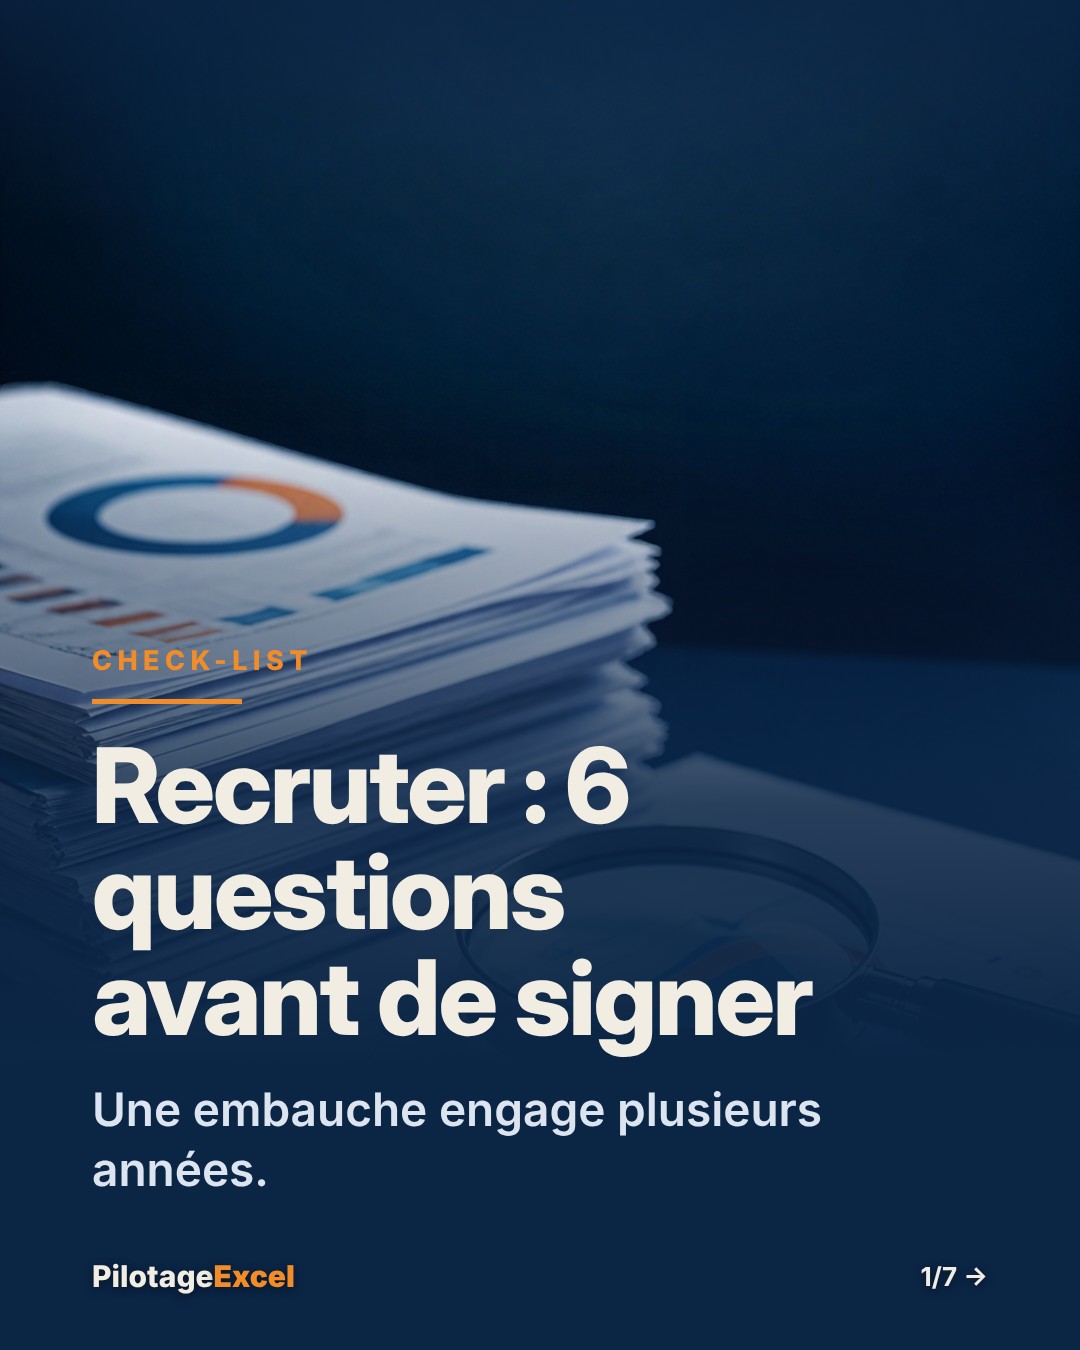 CHECK-LIST
Recruter : 6
questions
avant de signer
Une embauche engage plusieurs
années.
PilotageExcel
1/7 →